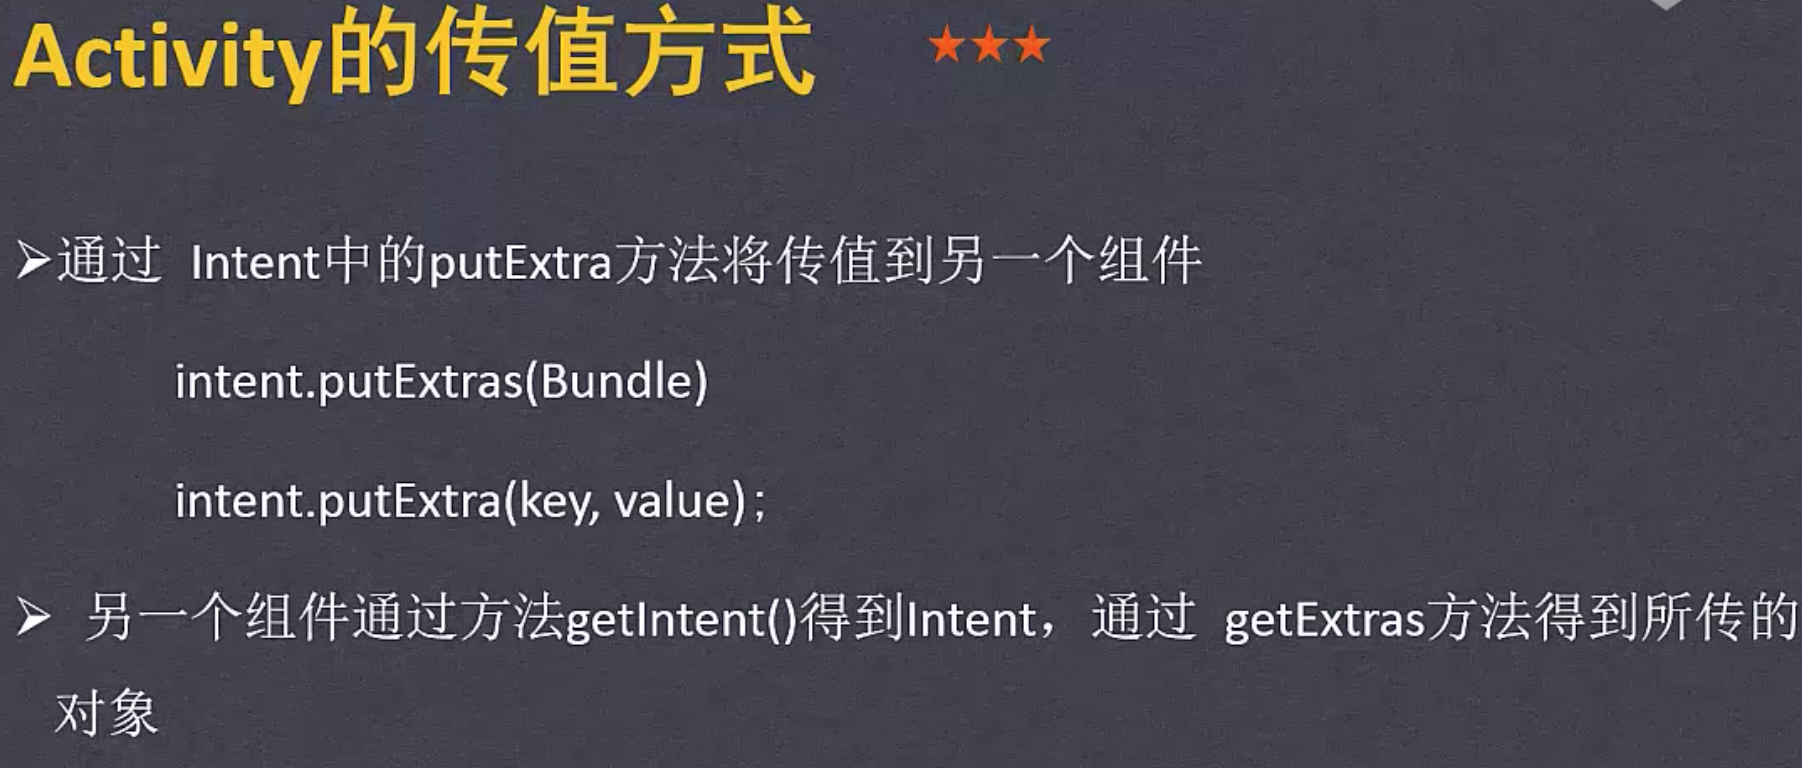 Activity的传值方式 ★★★
➢通过 Intent中的putExtra方法将传值到另一个组件
intent.putExtras(Bundle)
intent.putExtra(key, value);
➢ 另一个组件通过方法getIntent()得到Intent，通过 getExtras方法得到所传的
对象